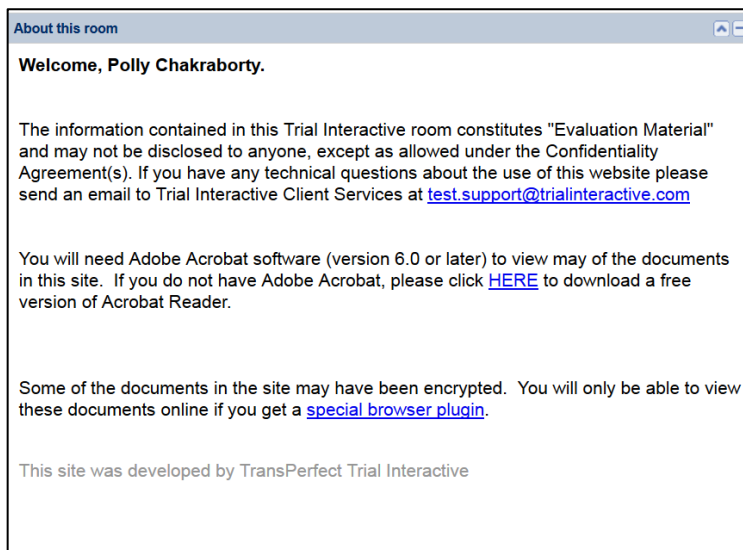 About this room
Welcome, Polly Chakraborty.
The information contained in this Trial Interactive room constitutes "Evaluation Material"
and may not be disclosed to anyone, except as allowed under the Confidentiality
Agreement(s). If you have any technical questions about the use of this website please
send an email to Trial Interactive Client Services at test.support@trialinteractive.com
You will need Adobe Acrobat software (version 6.0 or later) to view may of the documents
in this site.  If you do not have Adobe Acrobat, please click HERE to download a free
version of Acrobat Reader.
Some of the documents in the site may have been encrypted.  You will only be able to view
these documents online if you get a special browser plugin.
This site was developed by TransPerfect Trial Interactive